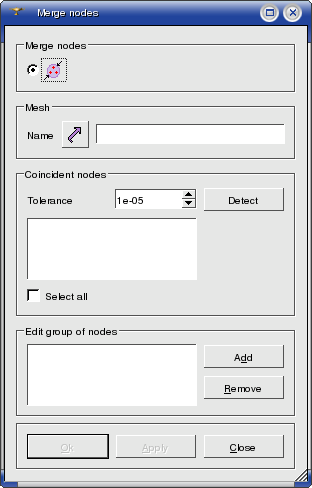 Merge nodes
Merge nodes
Mesh
Name
Coincident nodes
Tolerance 1e-05 Detect
Select all
Edit group of nodes
Add
Remove
Ok Apply Close